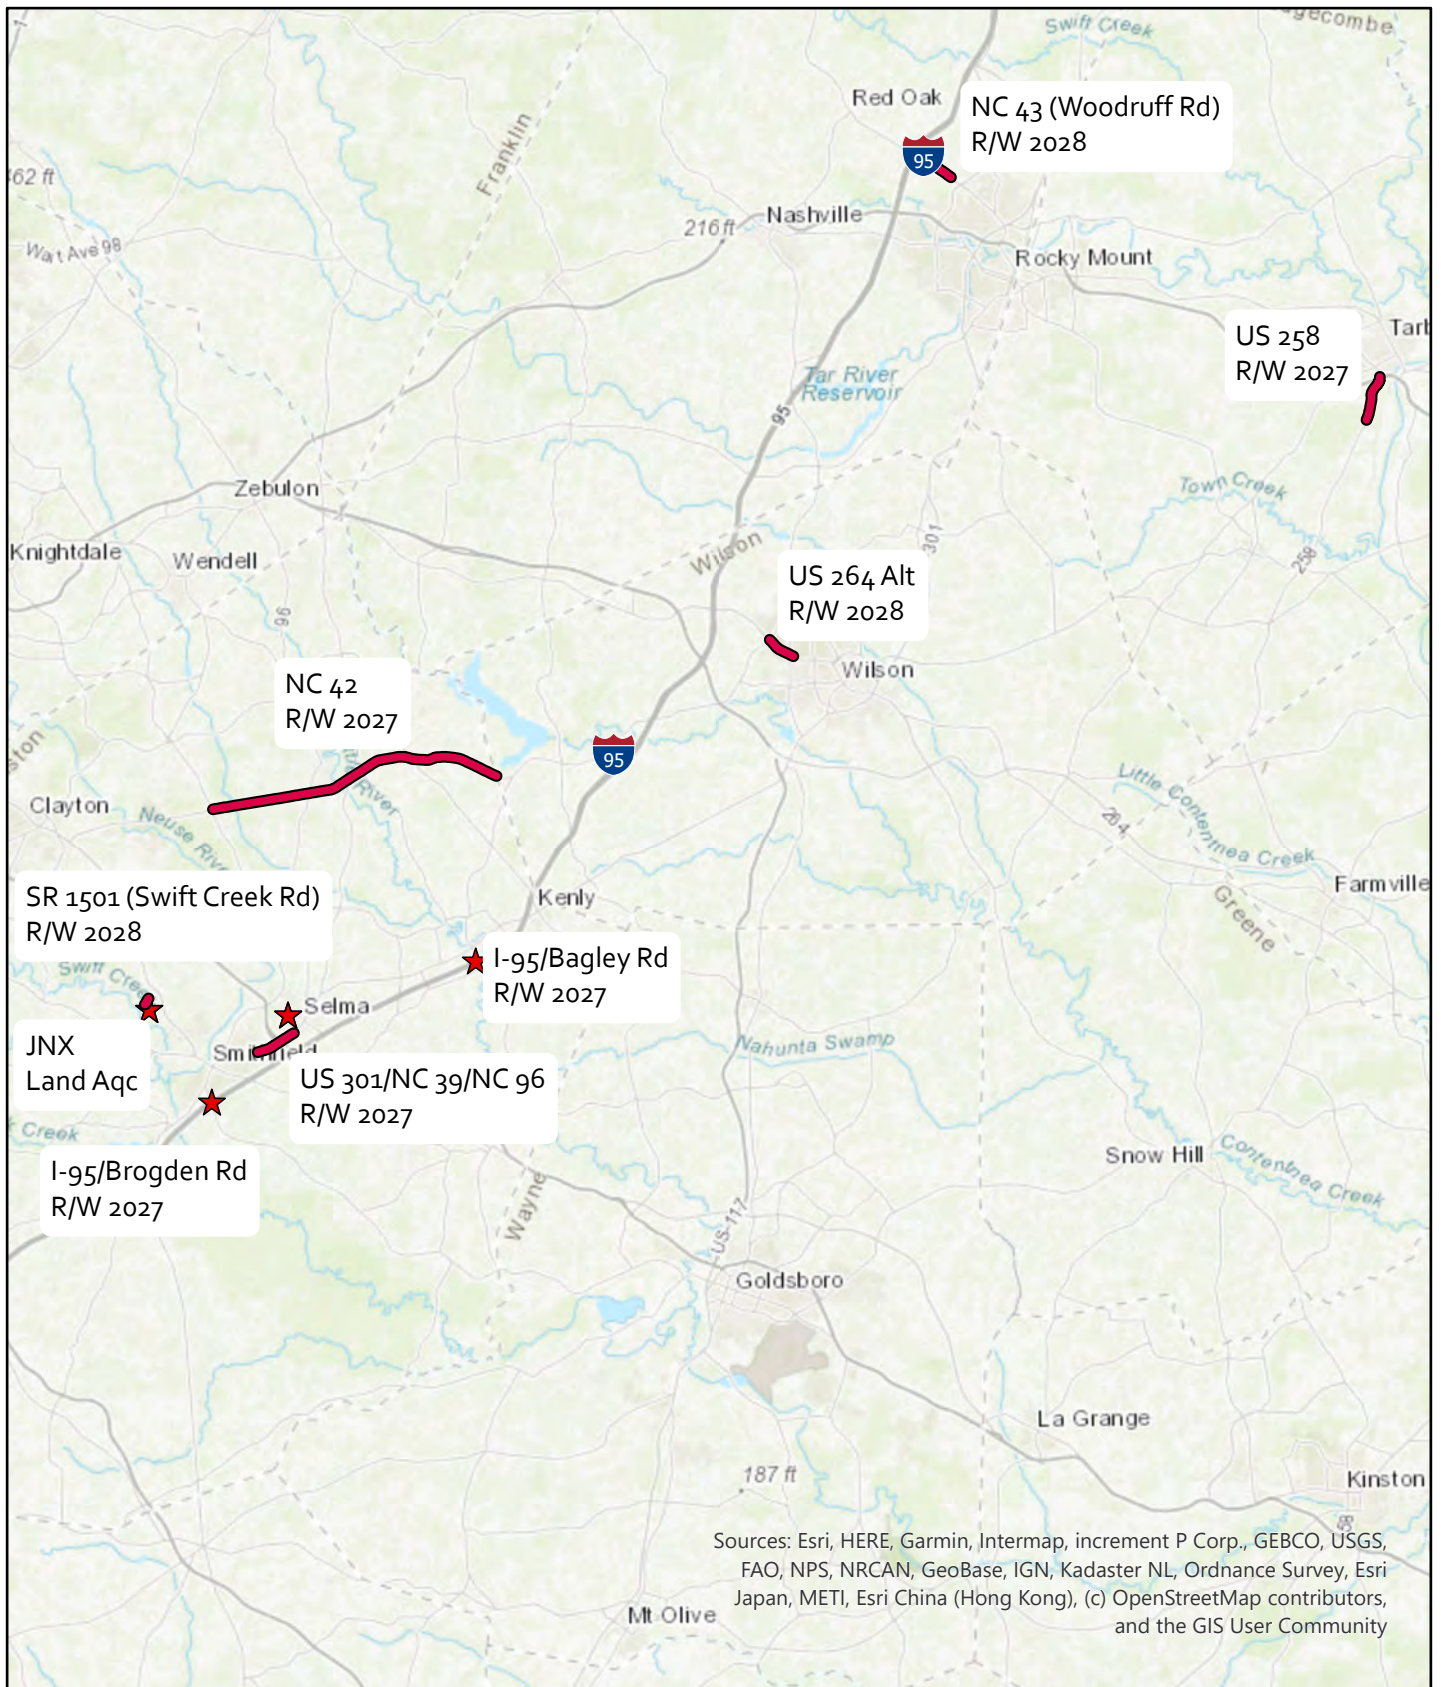 Swift Creek
Edgecombe
1
Red Oak
NC 43 (Woodruff Rd)
R/W 2028
95
Franklin
Nashville
216 ft
Wait Ave 98
Rocky Mount
US 258
R/W 2027
Tar River
Reservoir
95
Zebulon
Town Creek
Knightdale
Wendell
Wilson
301
258
96
US 264 Alt
R/W 2028
Wilson
NC 42
R/W 2027
95
Clayton
Neuse River
River
Little Contentnea Creek
264
Farmville
Greene
SR 1501 (Swift Creek Rd)
R/W 2028
Kenly
Swift Creek
I-95/Bagley Rd
R/W 2027
Selma
JNX
Land Aqc
Smithfield
US 301/NC 39/NC 96
R/W 2027
Nahunta Swamp
Creek
I-95/Brogden Rd
R/W 2027
Wayne
Snow Hill
Contentnea Creek
US-117
Goldsboro
La Grange
187 ft
Kinston
58
Mt Olive
Sources: Esri, HERE, Garmin, Intermap, increment P Corp., GEBCO, USGS,
FAO, NPS, NRCAN, GeoBase, IGN, Kadaster NL, Ordnance Survey, Esri
Japan, METI, Esri China (Hong Kong), (c) OpenStreetMap contributors,
and the GIS User Community